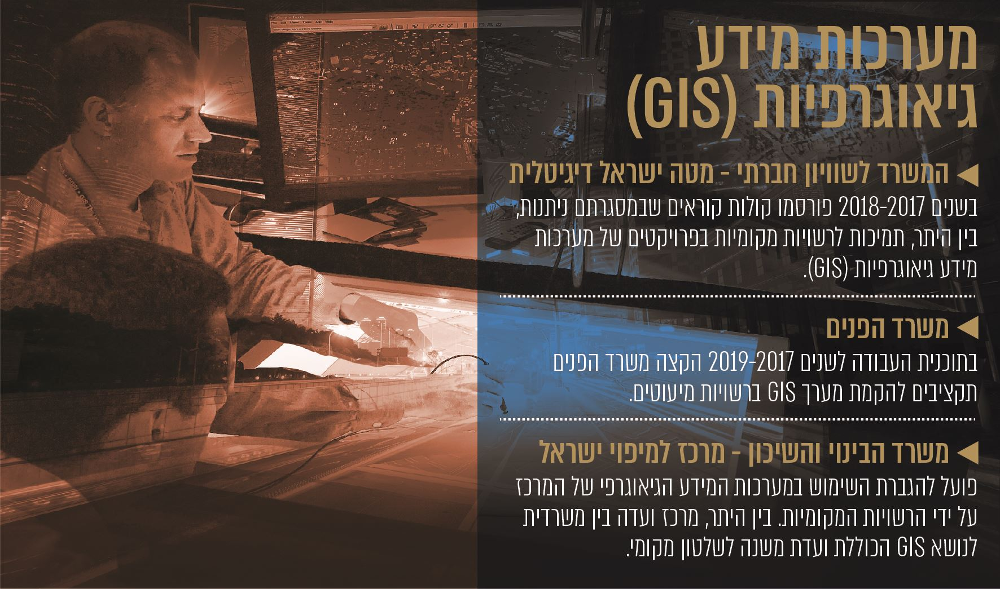 מערכות מידע
גיאוגרפיות (GIS)
המשרד לשוויון חברתי - מטה ישראל דיגיטלית
בשנים 2018-2017 פורסמו קולות קוראים שבמסגרתם ניתנות,
בין היתר, תמיכות לרשויות מקומיות בפרויקטים של מערכות
מידע גיאוגרפיות (GIS).
משרד הפנים
בתוכנית העבודה לשנים 2019-2017 הקצה משרד הפנים
תקציבים להקמת מערך GIS ברשויות מיעוטים.
משרד הבינוי והשיכון - מרכז למיפוי ישראל
פועל להגברת השימוש במערכות המידע הגיאוגרפי של המרכז
על ידי הרשויות המקומיות. בין היתר, מרכז ועדה בין משרדית
לנושא GIS הכוללת ועדת משנה לשלטון מקומי.